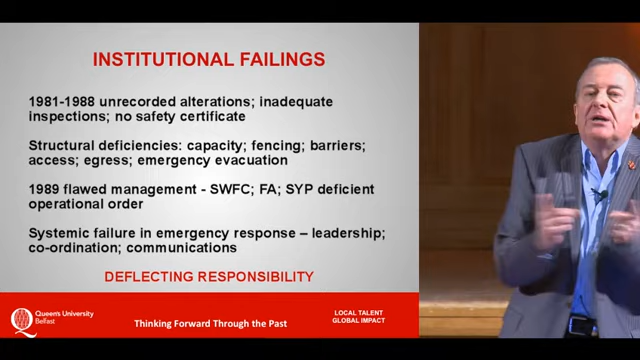 INSTITUTIONAL FAILINGS
1981-1988 unrecorded alterations; inadequate
inspections; no safety certificate
Structural deficiencies: capacity; fencing; barriers;
access; egress; emergency evacuation
1989 flawed management - SWFC; FA; SYP deficient
operational order
Systemic failure in emergency response – leadership;
co-ordination; communications
DEFLECTING RESPONSIBILITY
Queen's University
Belfast
Thinking Forward Through the Past
LOCAL TALENT
GLOBAL IMPACT